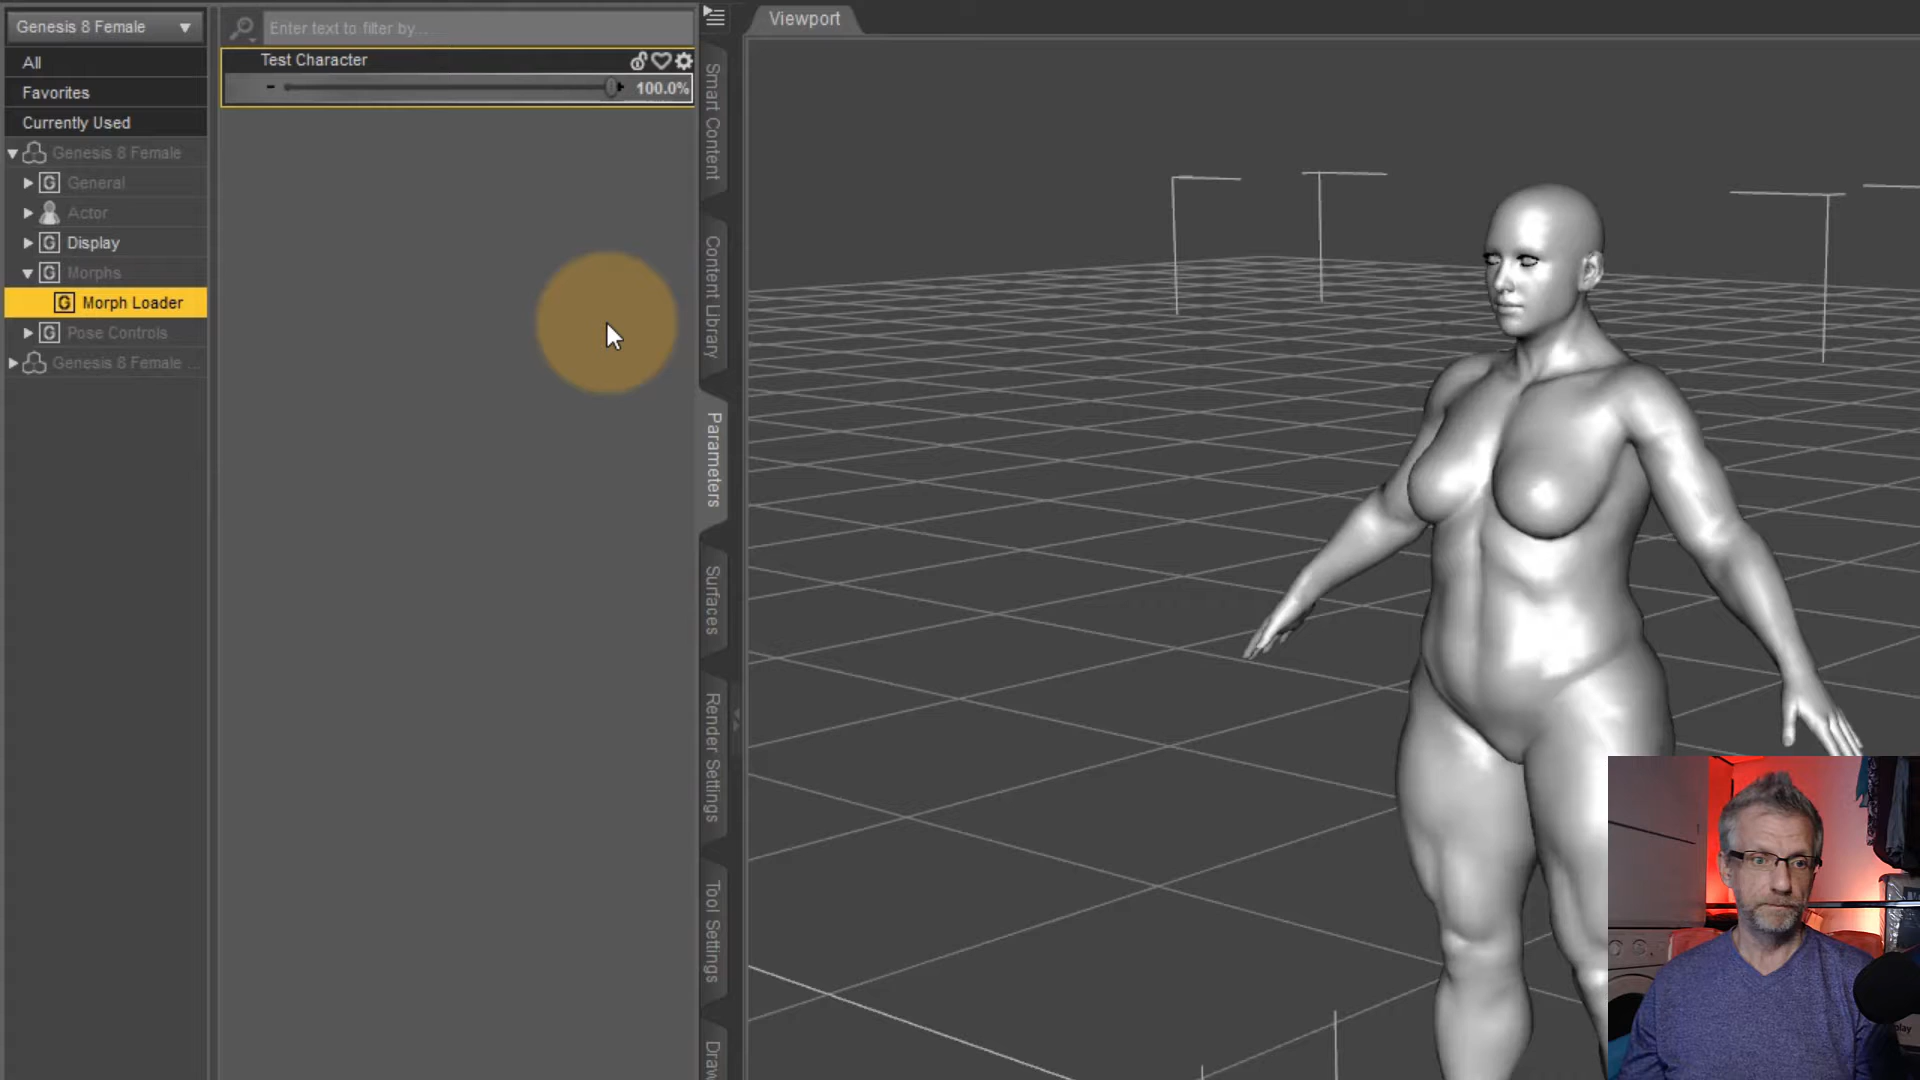 Genesis 8 Female
All
Favorites
Currently Used
Genesis 8 Female
G General
Actor
G Display
G Morphs
G Morph Loader
G Pose Controls
Genesis 8 Female ...
Enter text to filter by...
Test Character
- + 100.0%
Smart Content
Content Library
Parameters
Surfaces
Render Settings
Tool Settings
Draw
Viewport